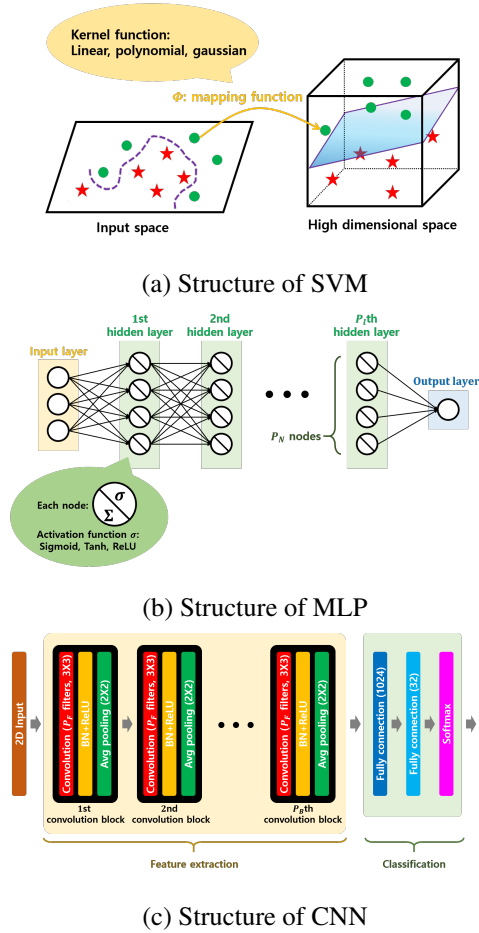 Kernel function:
Linear, polynomial, gaussian
Φ: mapping function
Input space
High dimensional space
(a) Structure of SVM
1st
hidden layer
2nd
hidden layer
P_lth
hidden layer
Input layer
Output layer
P_N nodes
Each node:
σ
Σ
Activation function σ:
Sigmoid, Tanh, ReLU
(b) Structure of MLP
2D Input
Convolution (P_F filters, 3X3)
BN+ReLU
Avg pooling (2X2)
1st
convolution block
Convolution (P_F filters, 3X3)
BN+ReLU
Avg pooling (2X2)
2nd
convolution block
Convolution (P_F filters, 3X3)
BN+ReLU
Avg pooling (2X2)
P_Bth
convolution block
Fully connection (1024)
Fully connection (32)
Softmax
Feature extraction
Classification
(c) Structure of CNN